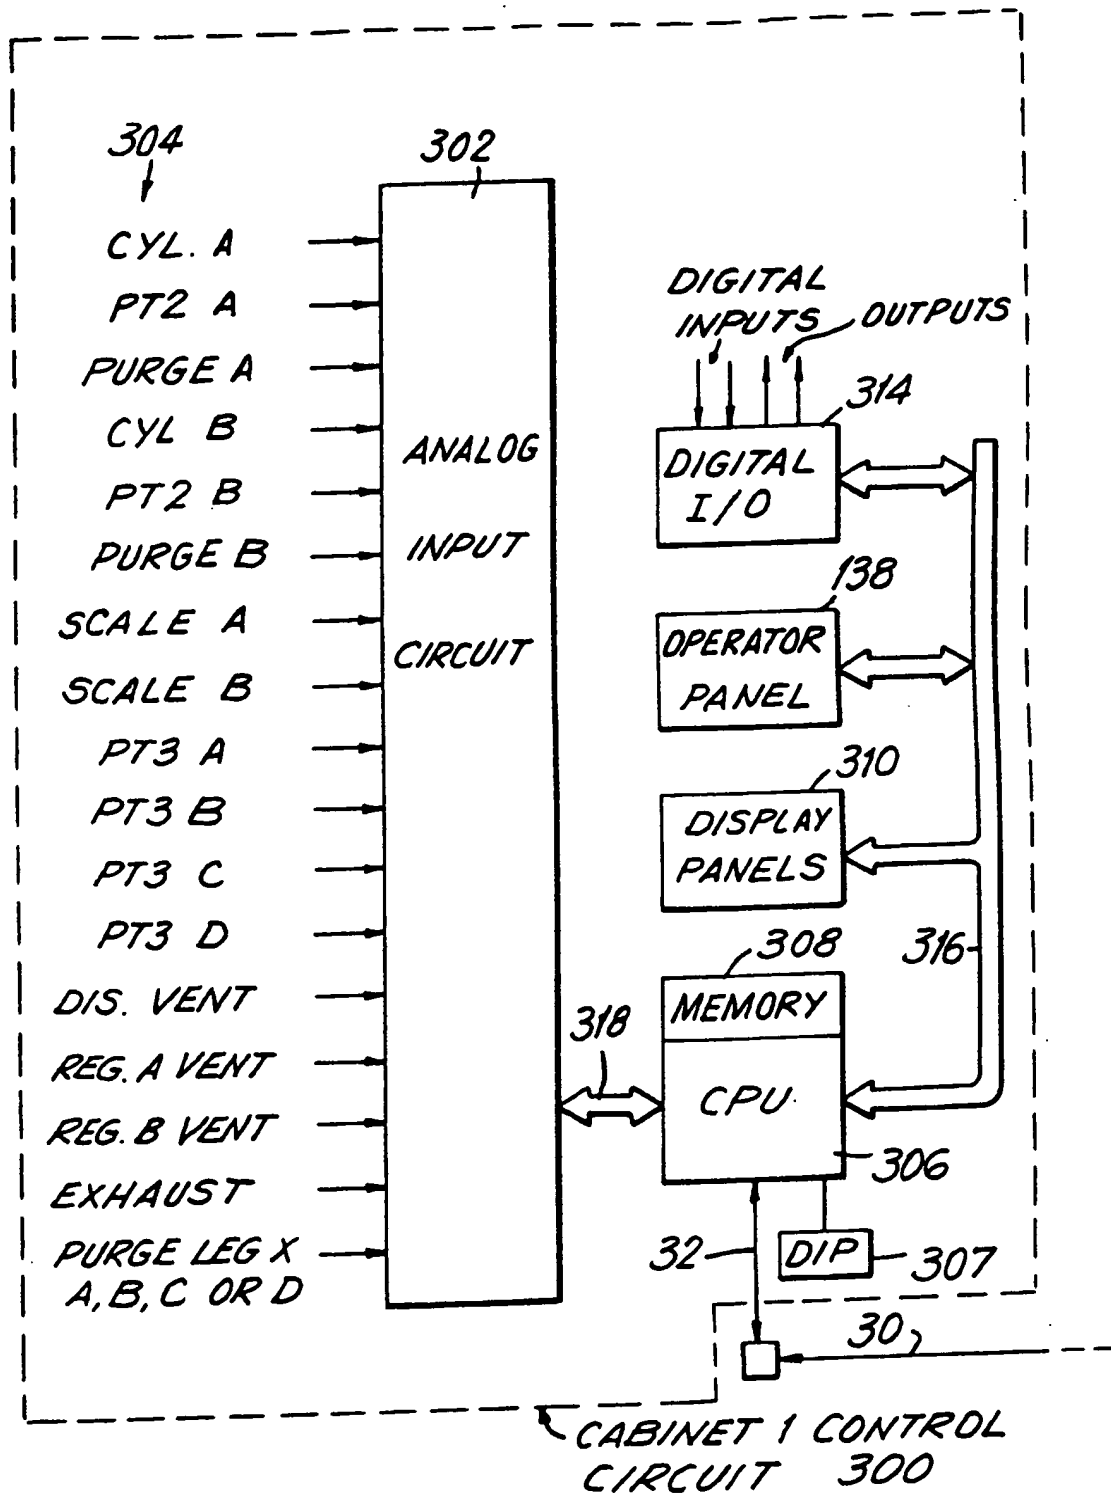 304
302
CYL. A
PT2 A
PURGE A
CYL B
PT2 B
PURGE B
SCALE A
SCALE B
PT3 A
PT3 B
PT3 C
PT3 D
DIS. VENT
REG. A VENT
REG. B VENT
EXHAUST
PURGE LEG X
A, B, C OR D
ANALOG
INPUT
CIRCUIT
DIGITAL
INPUTS
OUTPUTS
314
DIGITAL
I/O
138
OPERATOR
PANEL
310
DISPLAY
PANELS
316
308
MEMORY
318
CPU
306
32
DIP
307
30
CABINET 1 CONTROL
CIRCUIT 300